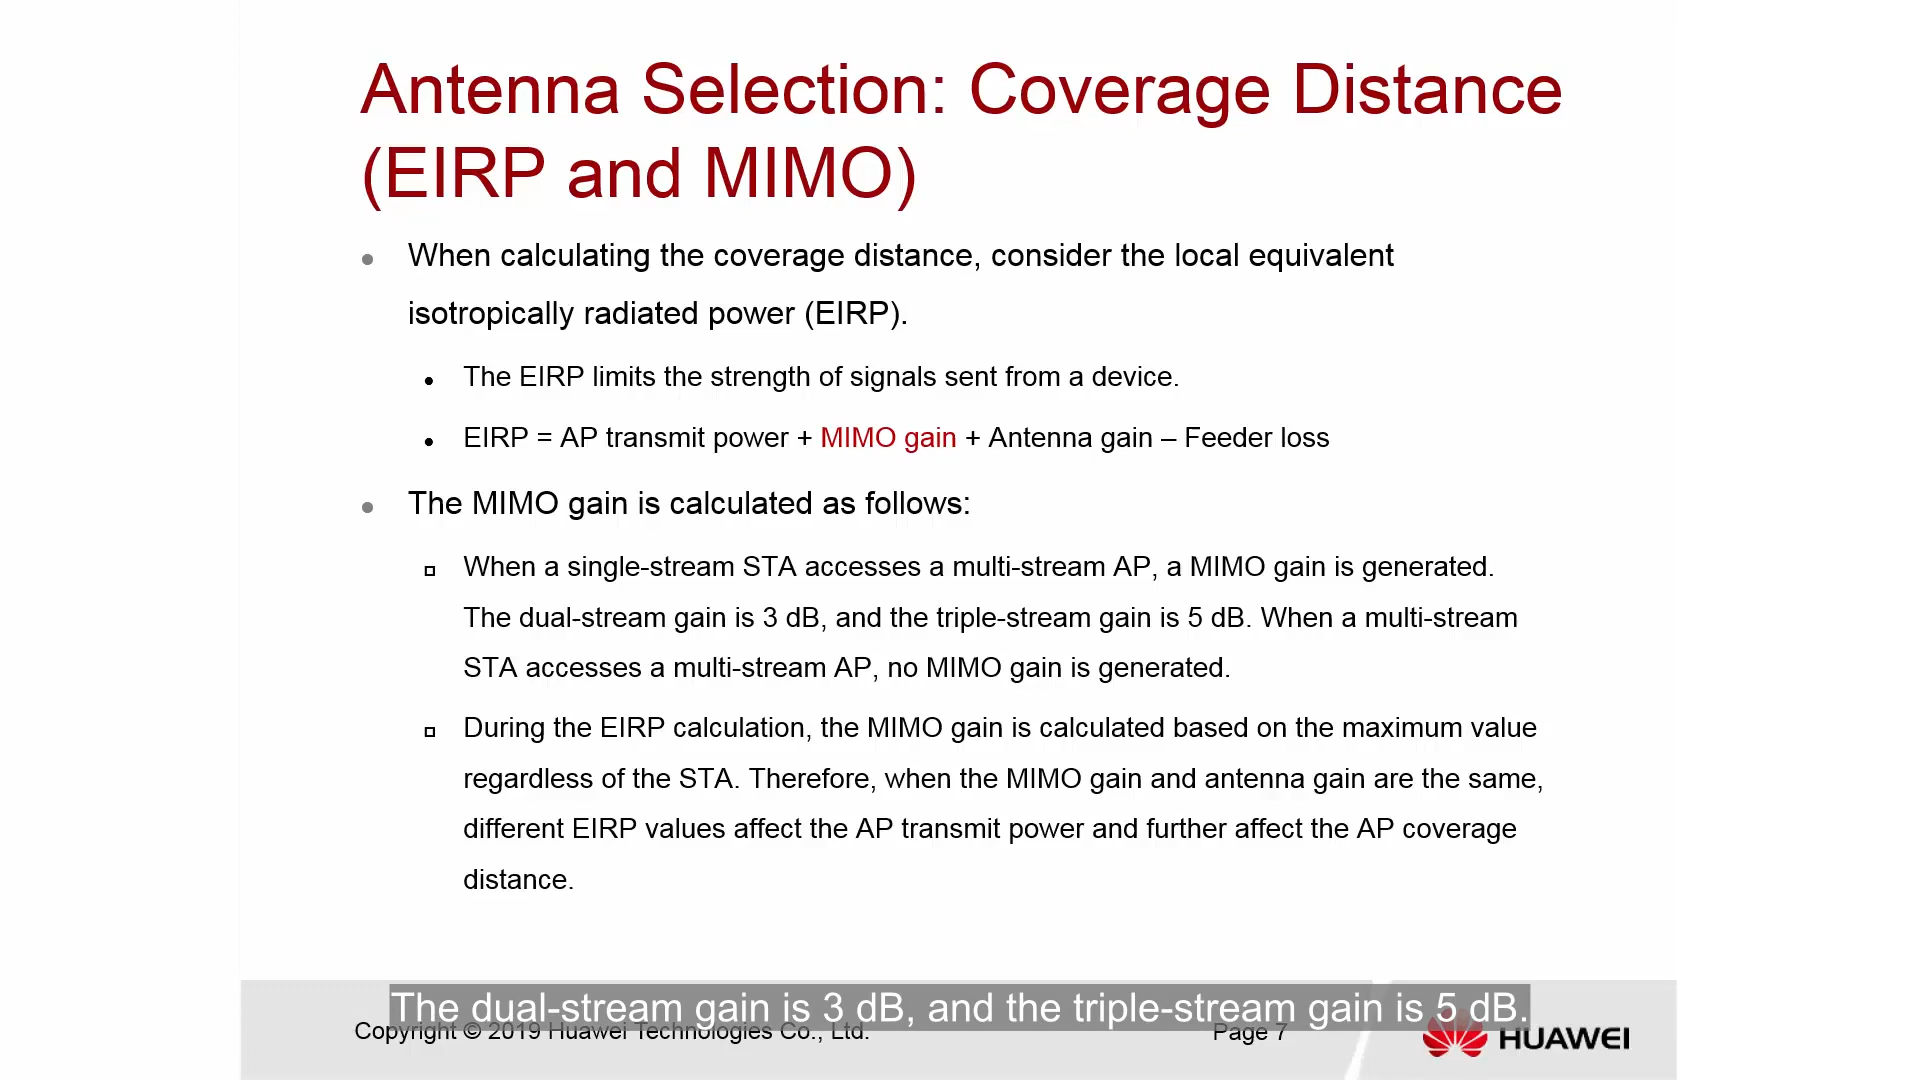 Antenna Selection: Coverage Distance
(EIRP and MIMO)
When calculating the coverage distance, consider the local equivalent
isotropically radiated power (EIRP).
The EIRP limits the strength of signals sent from a device.
EIRP = AP transmit power + MIMO gain + Antenna gain – Feeder loss
The MIMO gain is calculated as follows:
When a single-stream STA accesses a multi-stream AP, a MIMO gain is generated.
The dual-stream gain is 3 dB, and the triple-stream gain is 5 dB. When a multi-stream
STA accesses a multi-stream AP, no MIMO gain is generated.
During the EIRP calculation, the MIMO gain is calculated based on the maximum value
regardless of the STA. Therefore, when the MIMO gain and antenna gain are the same,
different EIRP values affect the AP transmit power and further affect the AP coverage
distance.
The dual-stream gain is 3 dB, and the triple-stream gain is 5 dB.
Copyright © 2019 Huawei Technologies Co., Ltd.
Page 7
HUAWEI